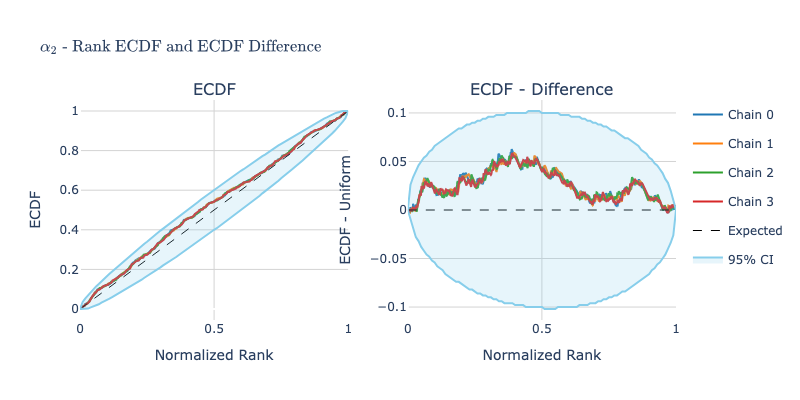 α₂ - Rank ECDF and ECDF Difference
ECDF
ECDF
1
0.8
0.6
0.4
0.2
0
0
0.5
1
Normalized Rank
ECDF - Difference
ECDF - Uniform
0.1
0.05
0
−0.05
−0.1
0
0.5
1
Normalized Rank
Chain 0
Chain 1
Chain 2
Chain 3
Expected
95% CI